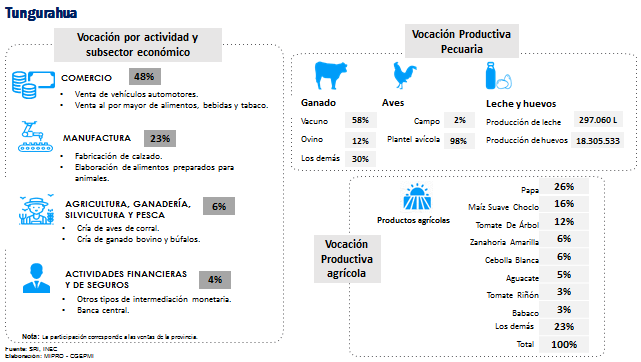 Tungurahua
Vocación por actividad y
subsector económico
COMERCIO 48%
• Venta de vehículos automotores.
• Venta al por mayor de alimentos, bebidas y tabaco.
MANUFACTURA 23%
• Fabricación de calzado.
• Elaboración de alimentos preparados para
animales.
AGRICULTURA, GANADERÍA,
SILVICULTURA Y PESCA 6%
• Cría de aves de corral.
• Cría de ganado bovino y búfalos.
ACTIVIDADES FINANCIERAS
Y DE SEGUROS 4%
• Otros tipos de intermediación monetaria.
• Banca central.
Nota: La participación corresponde a las ventas de la provincia.
Fuente: SRI, INEC
Elaboración: MIPRO - CGEPMI
Vocación Productiva
Pecuaria
Ganado
Vacuno 58%
Ovino 12%
Los demás 30%
Aves
Campo 2%
Plantel avícola 98%
Leche y huevos
Producción de leche 297.060 L
Producción de huevos 18.305.533
Vocación
Productiva
agrícola
Productos agrícolas
Papa 26%
Maíz Suave Choclo 16%
Tomate De Árbol 12%
Zanahoria Amarilla 6%
Cebolla Blanca 6%
Aguacate 5%
Tomate Riñón 3%
Babaco 3%
Los demás 23%
Total 100%